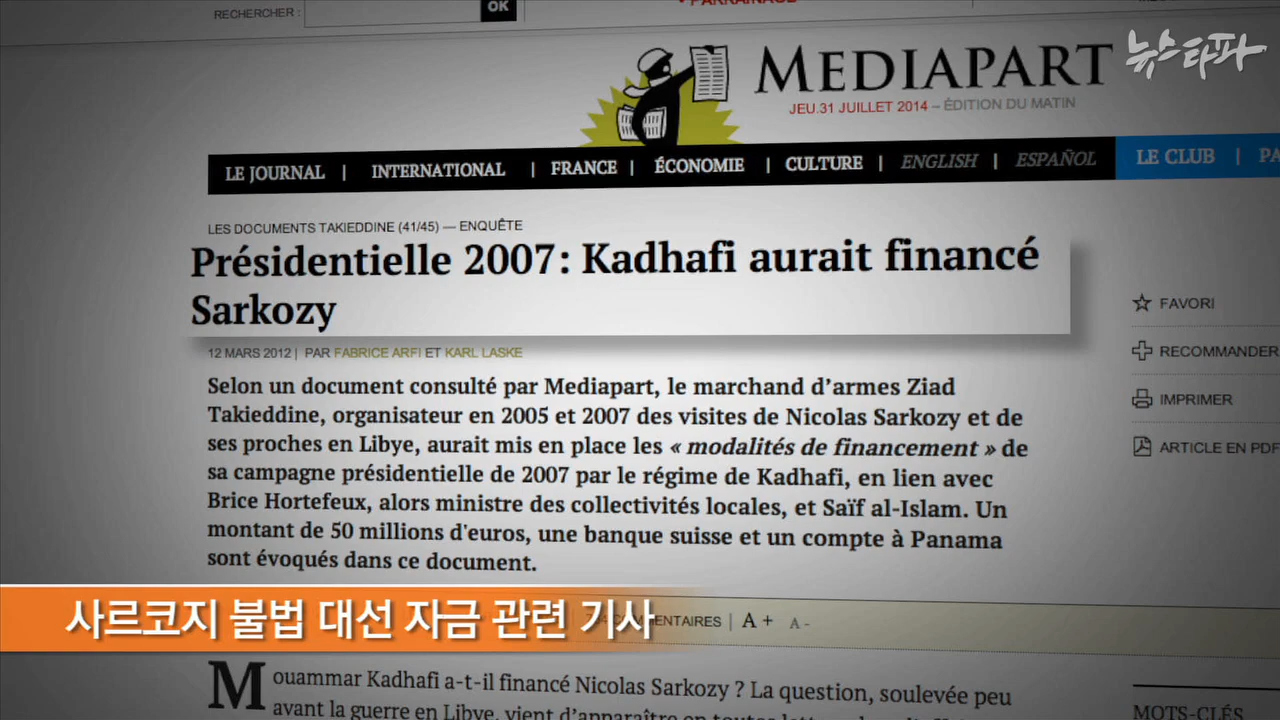 RECHERCHER :
OK
PARRAINAGE
뉴스타파
MEDIAPART
JEU.31 JUILLET 2014 – ÉDITION DU MATIN
LE JOURNAL | INTERNATIONAL | FRANCE | ÉCONOMIE | CULTURE | ENGLISH | ESPAÑOL LE CLUB | PA
LES DOCUMENTS TAKIEDDINE (41/45) — ENQUÊTE
Présidentielle 2007: Kadhafi aurait financé
Sarkozy
12 MARS 2012 | PAR FABRICE ARFI ET KARL LASKE
Selon un document consulté par Mediapart, le marchand d'armes Ziad
Takieddine, organisateur en 2005 et 2007 des visites de Nicolas Sarkozy et de
ses proches en Libye, aurait mis en place les « modalités de financement » de
sa campagne présidentielle de 2007 par le régime de Kadhafi, en lien avec
Brice Hortefeux, alors ministre des collectivités locales, et Saïf al-Islam. Un
montant de 50 millions d'euros, une banque suisse et un compte à Panama
sont évoqués dans ce document.
FAVORI
RECOMMANDER
IMPRIMER
ARTICLE EN PDF
사르코지 불법 대선 자금 관련 기사
ENTAIRES | A + A -
Mouammar Kadhafi a-t-il financé Nicolas Sarkozy ? La question, soulevée peu
avant la guerre en Libye, vient d'apparaître en toutes lettres
MOTS-CLÉS